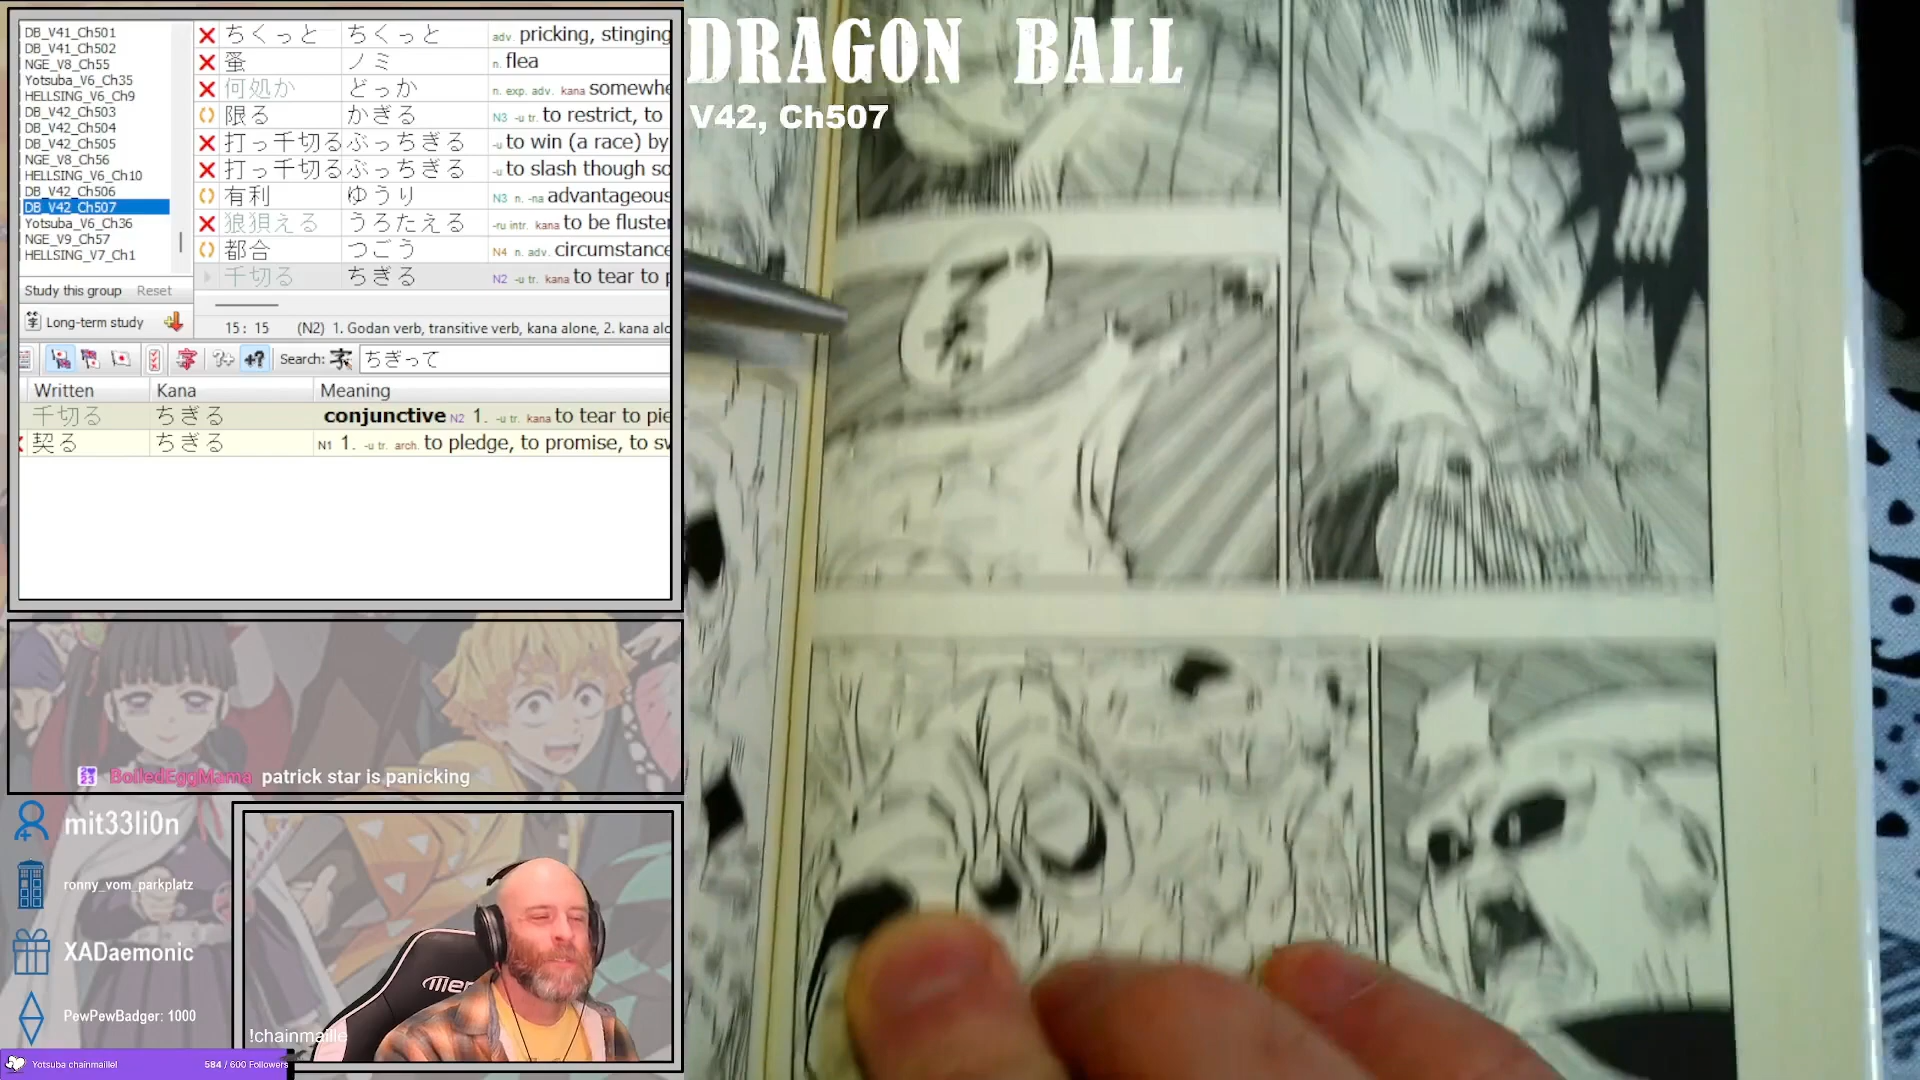 DB_V41_Ch501
DB_V41_Ch502
NGE_V8_Ch55
Yotsuba_V6_Ch35
HELLSING_V6_Ch9
DB_V42_Ch503
DB_V42_Ch504
DB_V42_Ch505
NGE_V8_Ch56
HELLSING_V6_Ch10
DB_V42_Ch506
DB_V42_Ch507
Yotsuba_V6_Ch36
NGE_V9_Ch57
HELLSING_V7_Ch1
Study this group Reset
Long-term study
ちくっと ちくっと adv. pricking, stinging
蚤 ノミ n. flea
何処か どっか n. exp. adv. kana somewhe
限る かぎる N3 -u tr. to restrict, to
打っ千切る ぶっちぎる -u to win (a race) by
打っ千切る ぶっちぎる -u to slash though so
有利 ゆうり N3 n. -na advantageous
狼狽える うろたえる -ru intr. kana to be fluster
都合 つごう N4 n. adv. circumstance
千切る ちぎる N2 -u tr. kana to tear to p
15: 15 (N2) 1. Godan verb, transitive verb, kana alone, 2. kana alo
Search: 字 ちぎって
Written Kana Meaning
千切る ちぎる conjunctive N2 1. -u tr. kana to tear to pie
契る ちぎる N1 1. -u tr. arch. to pledge, to promise, to sw
DRAGON BALL
V42, Ch507
BoiledEggMama patrick star is panicking
mit33li0n
ronny_vom_parkplatz
XADaemonic
PewPewBadger: 1000
!chainmaille
Yotsuba chainmaille!
584 / 600 Followers